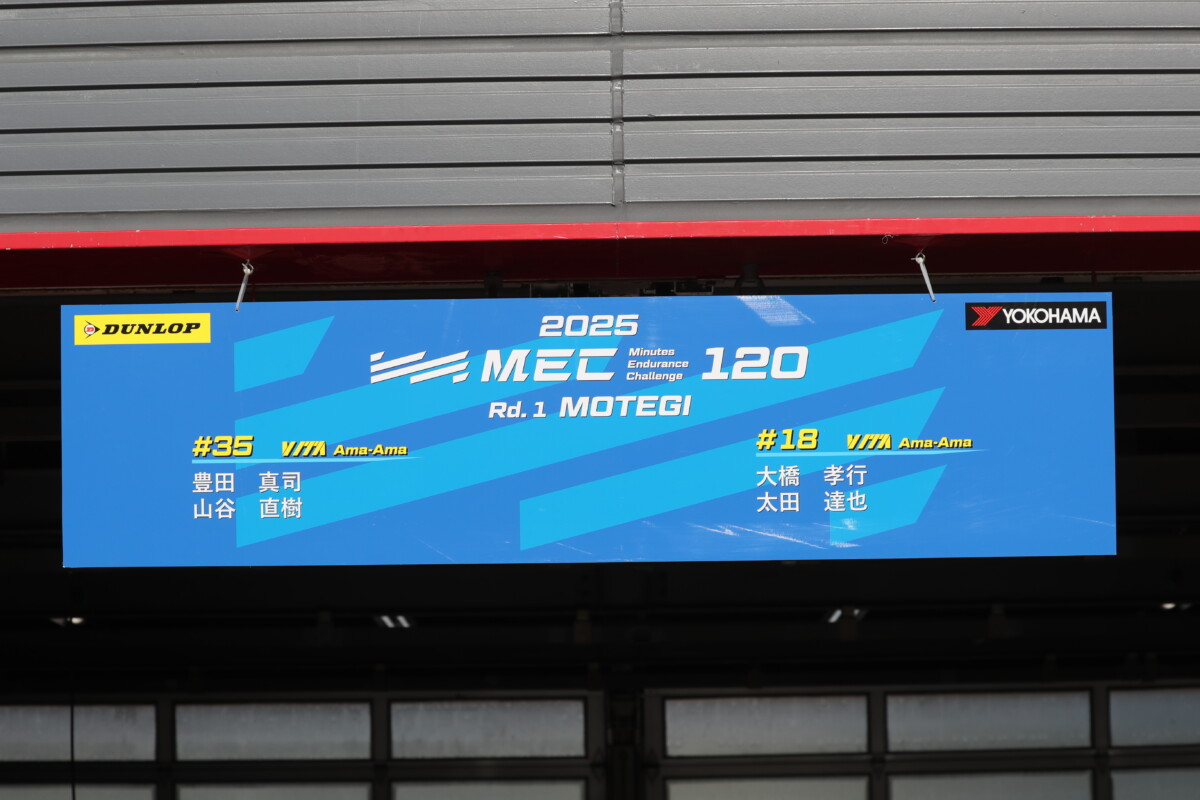 DUNLOP
YOKOHAMA
2025
MEC Minutes Endurance Challenge 120
Rd. 1 MOTEGI
#35 VITA Ama-Ama
豊田 真司
山谷 直樹
#18 VITA Ama-Ama
大橋 孝行
太田 達也